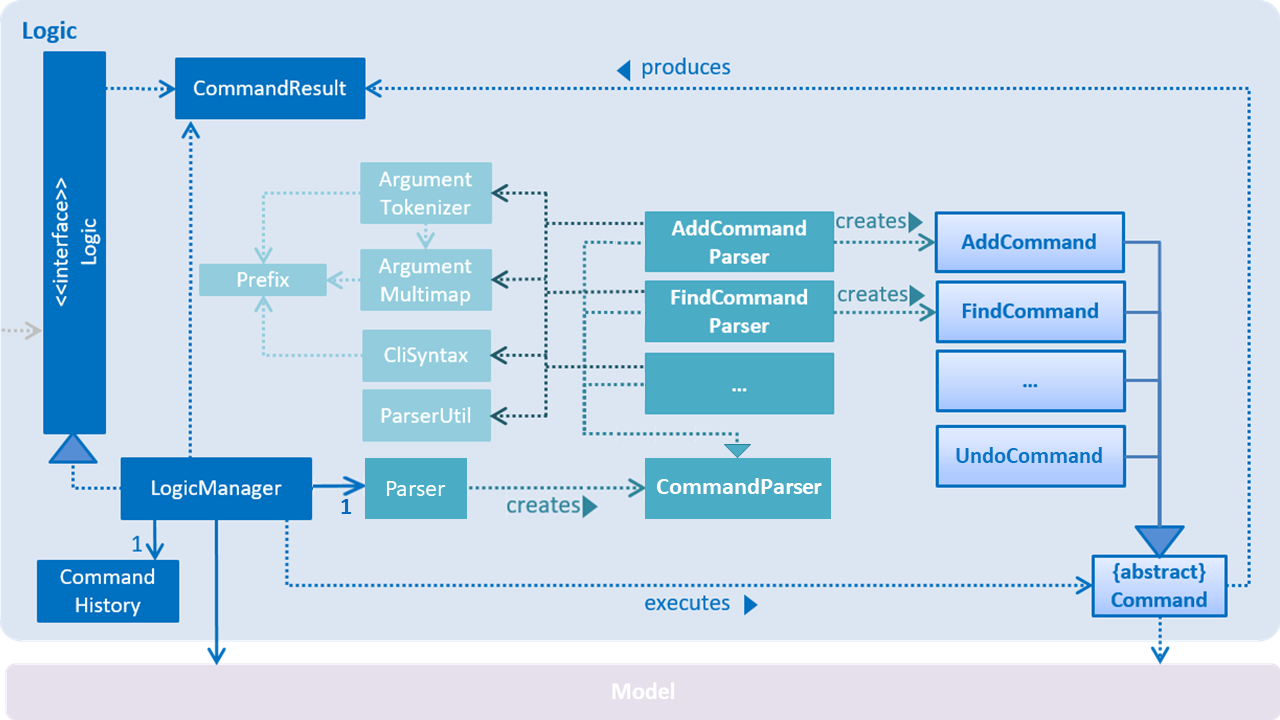 Logic
produces
CommandResult
<<interface>>
Logic
Argument
Tokenizer
AddCommand
Parser
creates
AddCommand
Prefix
Argument
Multimap
FindCommand
Parser
creates
FindCommand
CliSyntax
...
...
ParserUtil
UndoCommand
LogicManager
1
Parser
creates
CommandParser
1
Command
History
executes
{abstract}
Command
Model